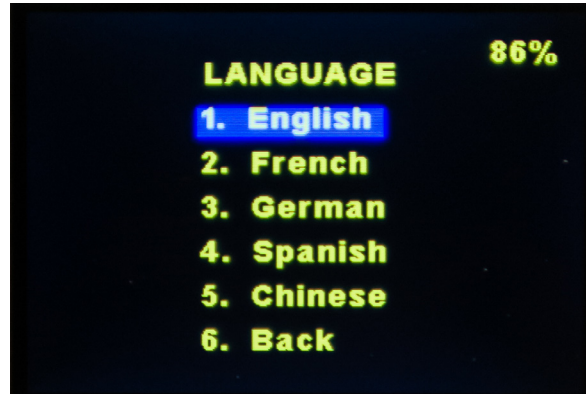 86%
LANGUAGE
1. English
2. French
3. German
4. Spanish
5. Chinese
6. Back